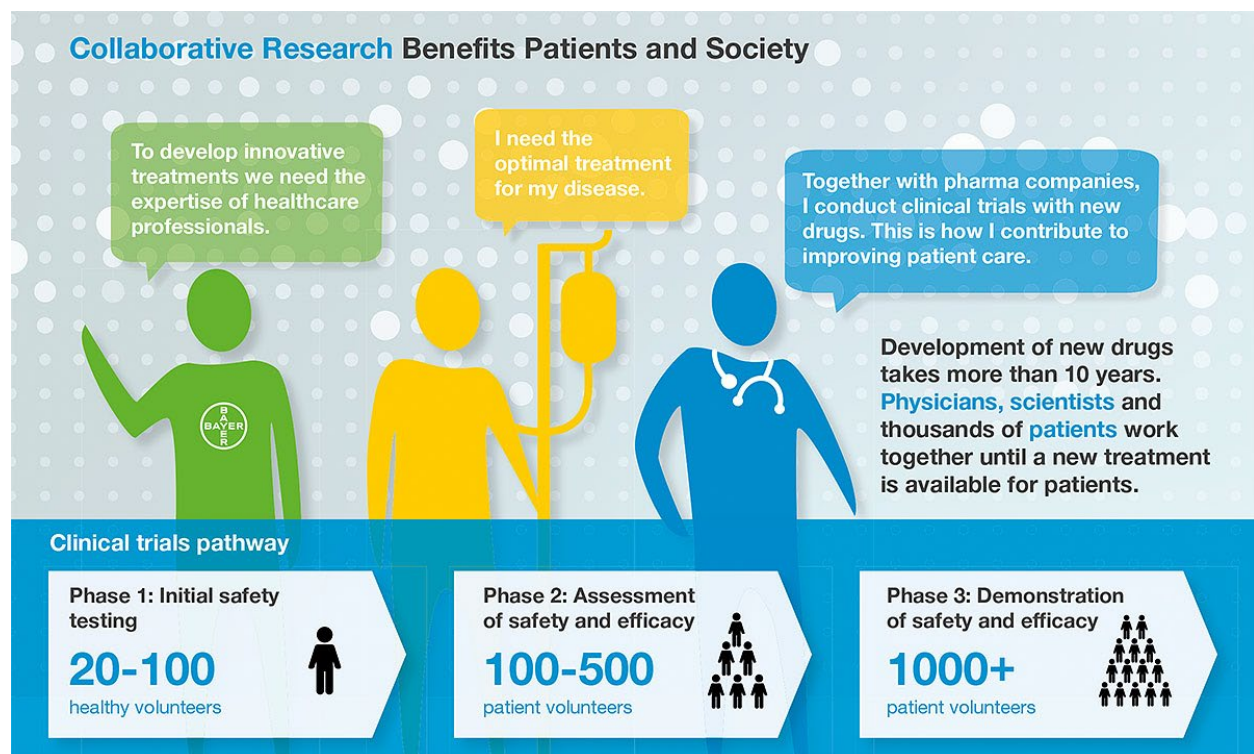 Collaborative Research Benefits Patients and Society
To develop innovative
treatments we need the
expertise of healthcare
professionals.
I need the
optimal treatment
for my disease.
Together with pharma companies,
I conduct clinical trials with new
drugs. This is how I contribute to
improving patient care.
BAYER
BAYER
Development of new drugs
takes more than 10 years.
Physicians, scientists and
thousands of patients work
together until a new treatment
is available for patients.
Clinical trials pathway
Phase 1: Initial safety
testing
20-100
healthy volunteers
Phase 2: Assessment
of safety and efficacy
100-500
patient volunteers
Phase 3: Demonstration
of safety and efficacy
1000+
patient volunteers